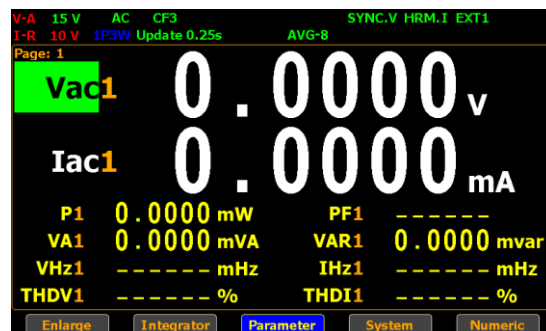 V-A 15 V AC CF3 SYNC.V HRM.I EXT1
I-R 10 V 1P3W Update 0.25s AVG-8
Page: 1
Vac1 0.0000 V
Iac1 0.0000 mA
P1 0.0000 mW PF1 ------
VA1 0.0000 mVA VAR1 0.0000 mvar
VHz1 ------ mHz IHz1 ------ mHz
THDV1 ------ % THDI1 ------ %
Enlarge Integrator Parameter System Numeric